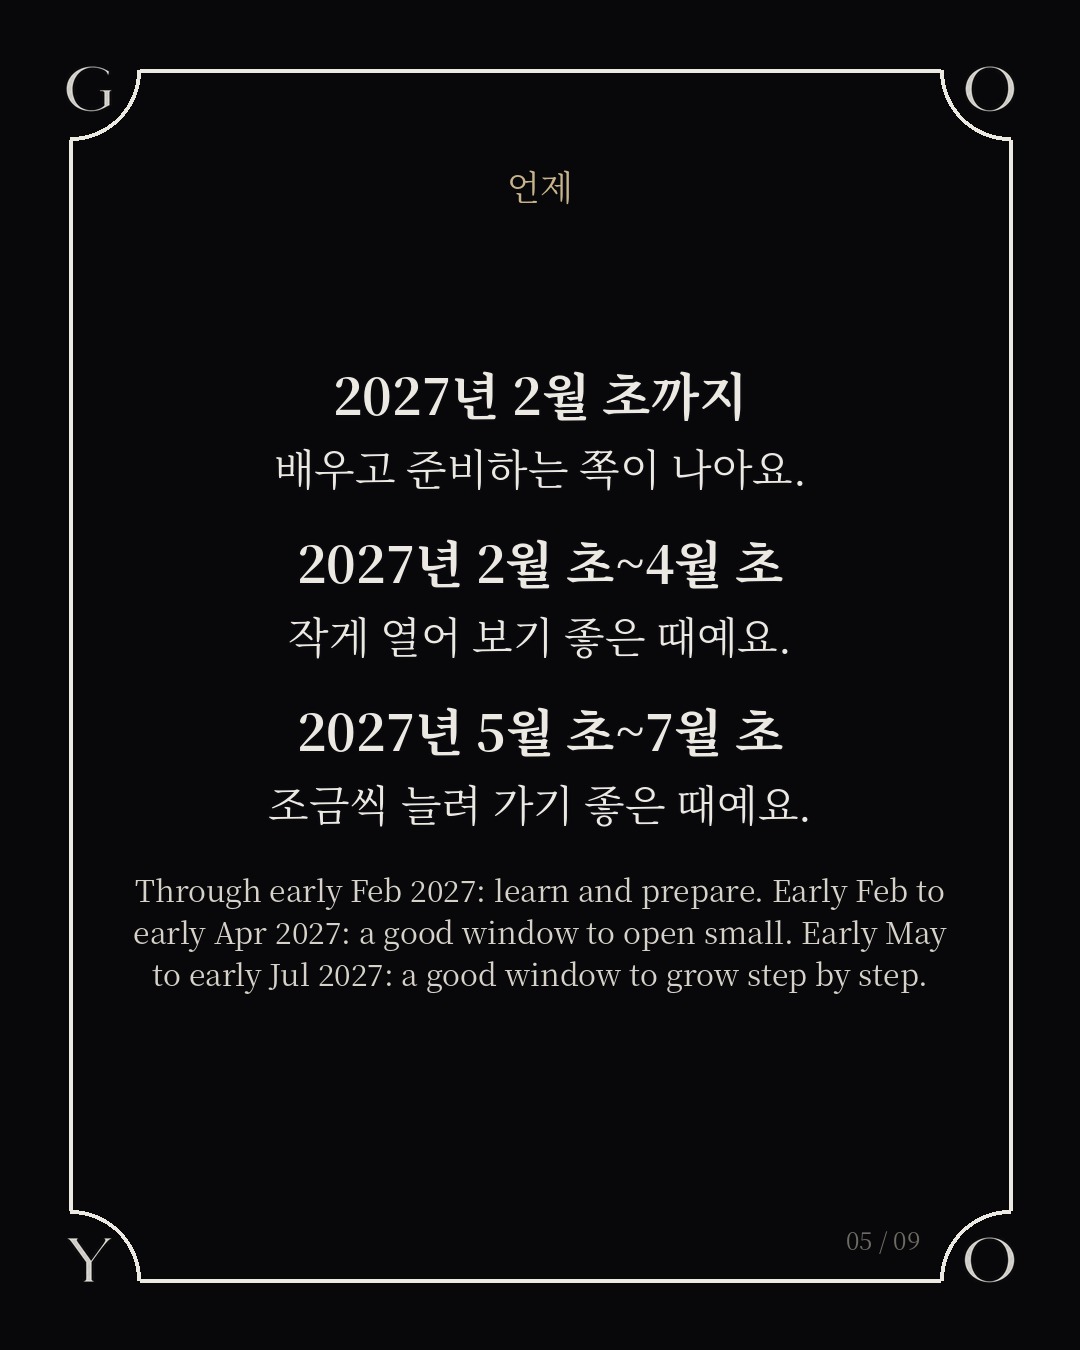 G O
언제
2027년 2월 초까지
배우고 준비하는 쪽이 나아요.
2027년 2월 초~4월 초
작게 열어 보기 좋은 때예요.
2027년 5월 초~7월 초
조금씩 늘려 가기 좋은 때예요.
Through early Feb 2027: learn and prepare. Early Feb to
early Apr 2027: a good window to open small. Early May
to early Jul 2027: a good window to grow step by step.
05 / 09
Y O